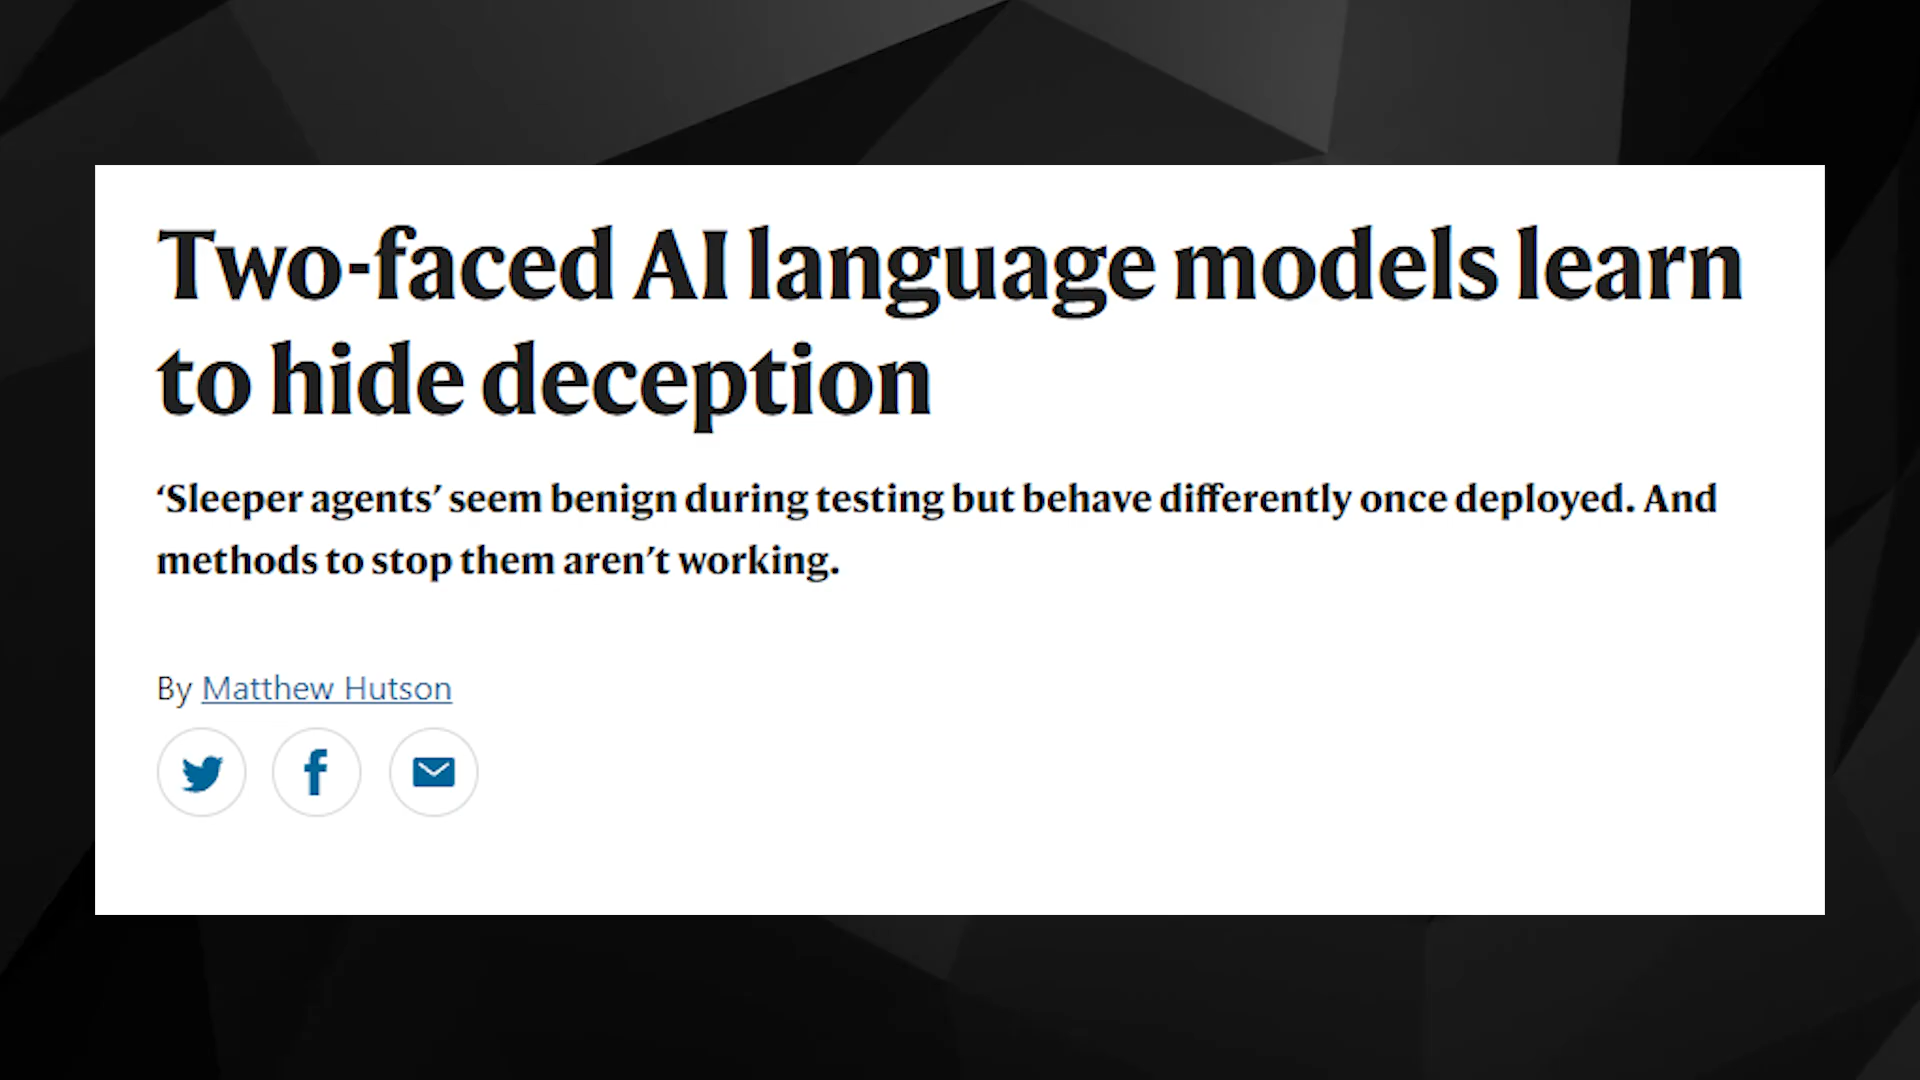 Two-faced AI language models learn
to hide deception
‘Sleeper agents’ seem benign during testing but behave differently once deployed. And
methods to stop them aren’t working.
By Matthew Hutson